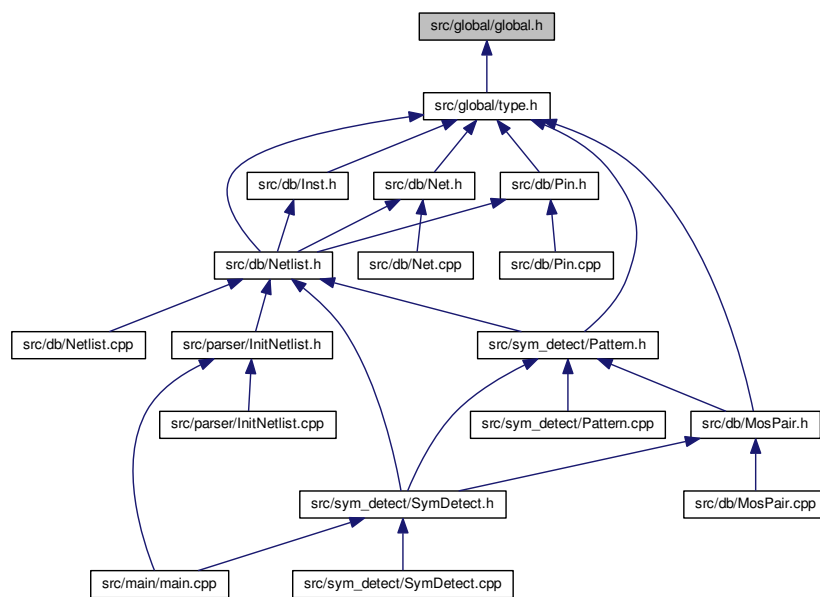 src/global/global.h
src/global/type.h
src/db/Inst.h
src/db/Net.h
src/db/Pin.h
src/db/Netlist.h
src/db/Net.cpp
src/db/Pin.cpp
src/db/Netlist.cpp
src/parser/InitNetlist.h
src/sym_detect/Pattern.h
src/parser/InitNetlist.cpp
src/sym_detect/Pattern.cpp
src/db/MosPair.h
src/sym_detect/SymDetect.h
src/db/MosPair.cpp
src/main/main.cpp
src/sym_detect/SymDetect.cpp